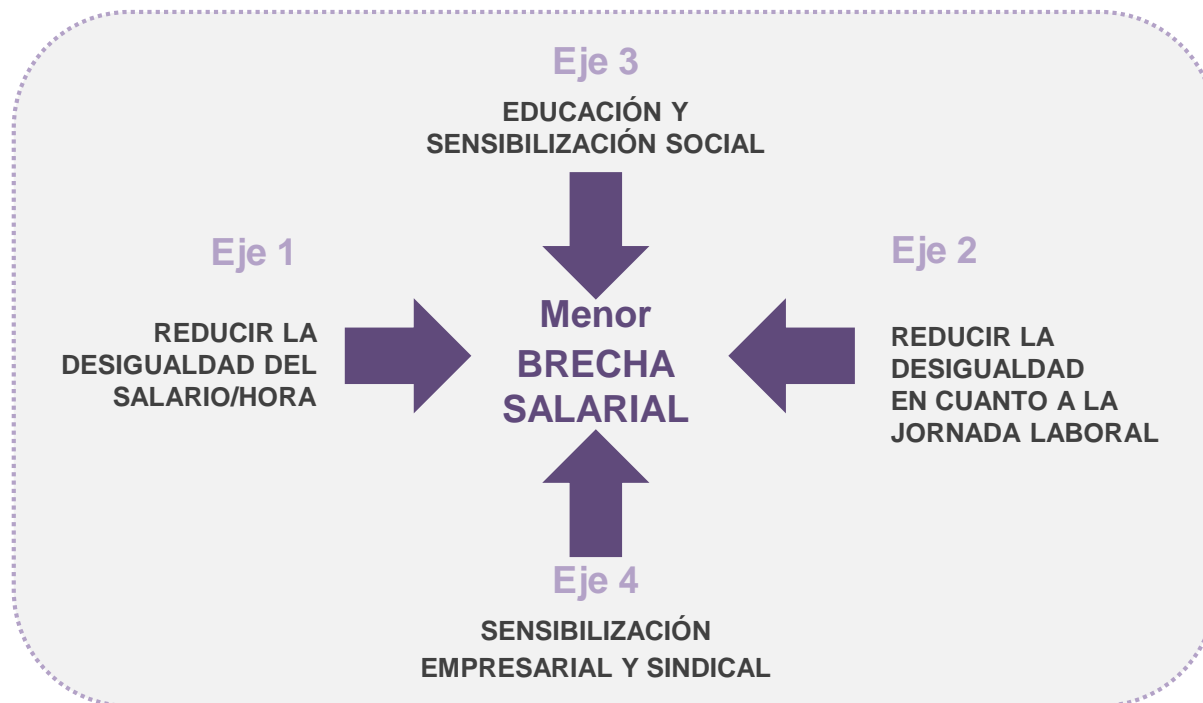 Eje 3
EDUCACIÓN Y
SENSIBILIZACIÓN SOCIAL
Eje 1
REDUCIR LA
DESIGUALDAD DEL
SALARIO/HORA
Menor
BRECHA
SALARIAL
Eje 2
REDUCIR LA
DESIGUALDAD
EN CUANTO A LA
JORNADA LABORAL
Eje 4
SENSIBILIZACIÓN
EMPRESARIAL Y SINDICAL